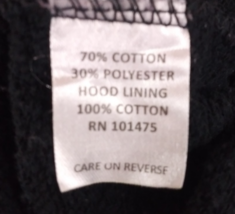 70% COTTON
30% POLYESTER
HOOD LINING
100% COTTON
RN 101475
CARE ON REVERSE